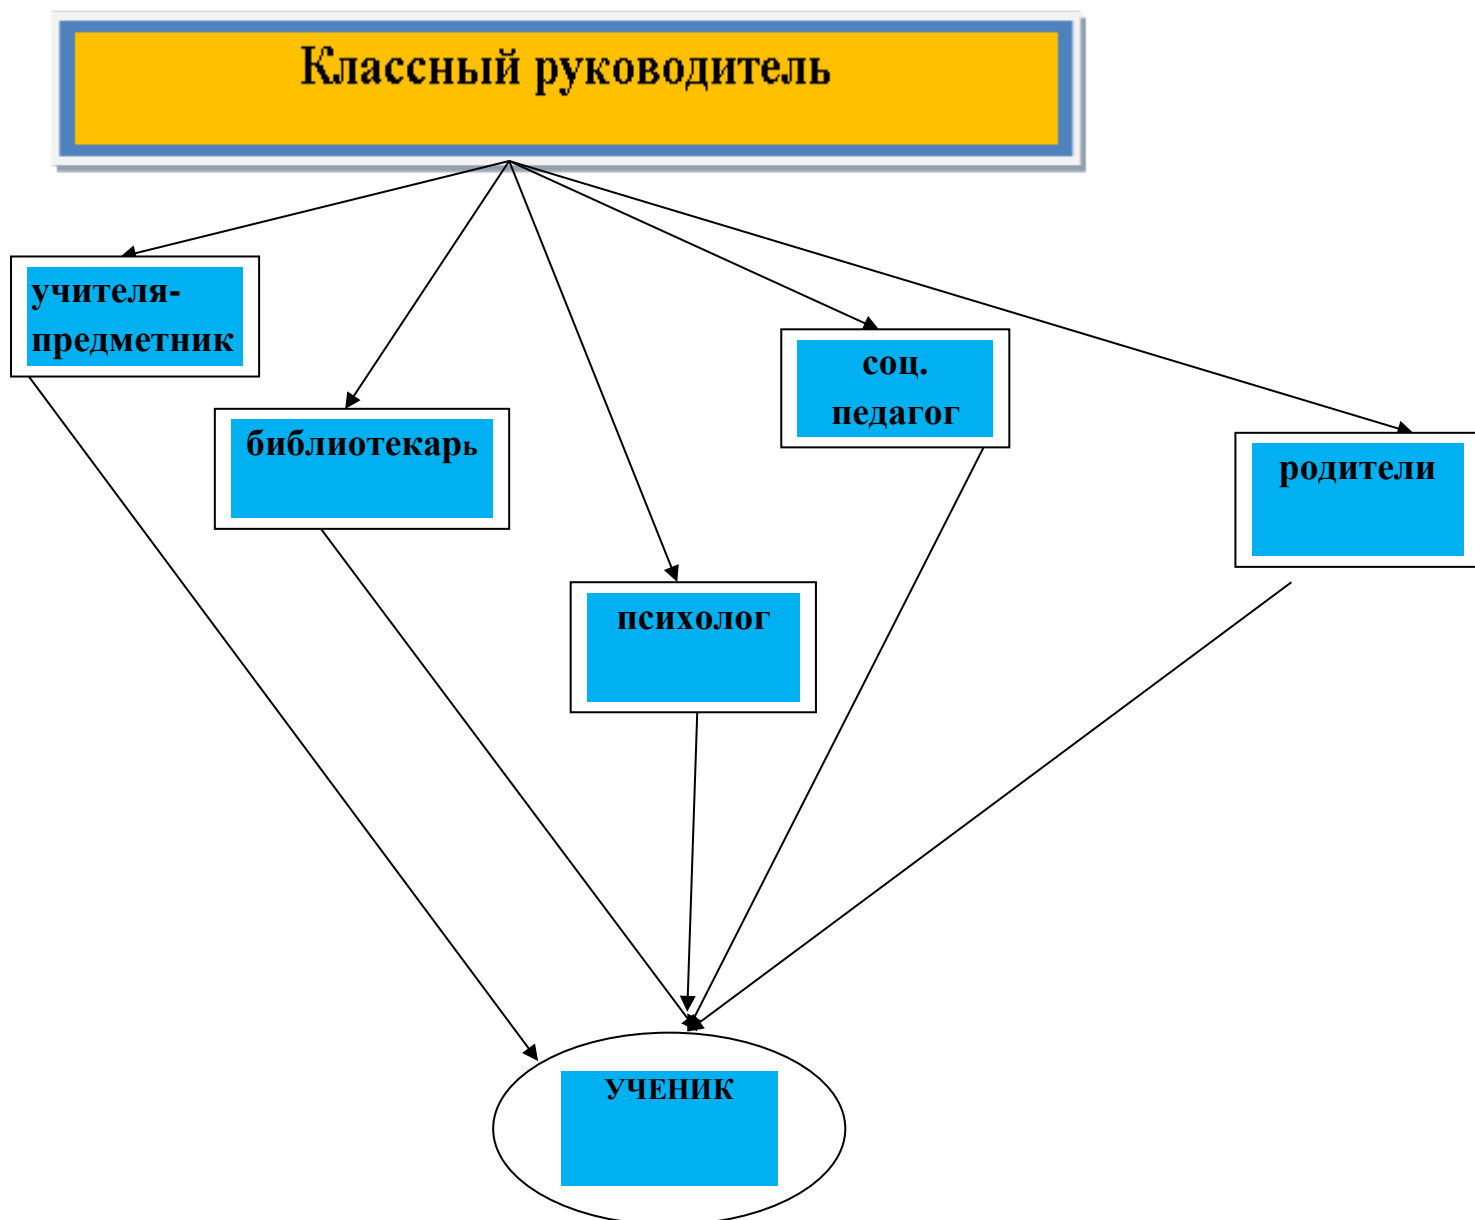 Классный руководитель
учителя-
предметник
соц.
педагог
библиотекарь
родители
психолог
УЧЕНИК